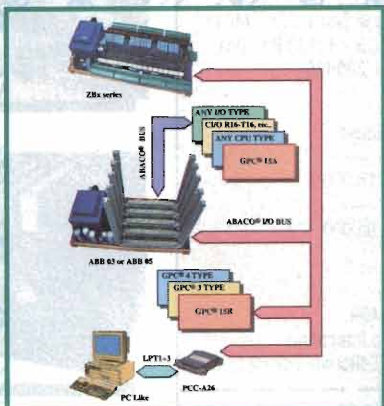 ZBx series
ANY I/O TYPE
CI/O R16-T16, etc..
ANY CPU TYPE
GPC® 15A
ABACO® BUS
ABACO® I/O BUS
ABB 03 or ABB 05
GPC® 4 TYPE
GPC® 3 TYPE
GPC® 15R
LPT1÷3
PC Like
PCC-A26